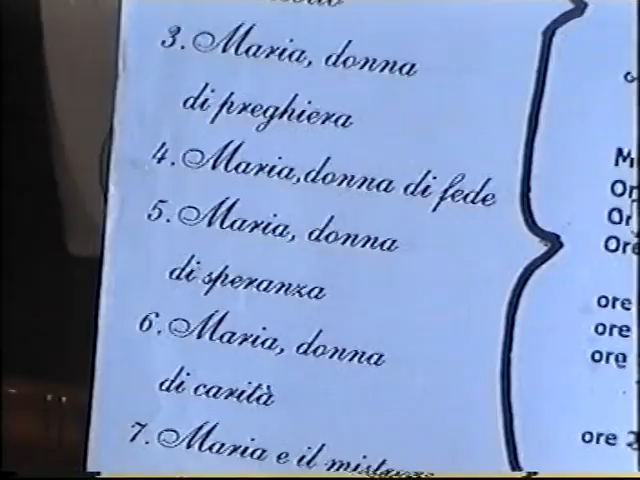 3. Maria, donna
di preghiera
4. Maria, donna di fede
5. Maria, donna
di speranza
6. Maria, donna
di carità
7. Maria e il
Ore
ore
ore
ore
ore